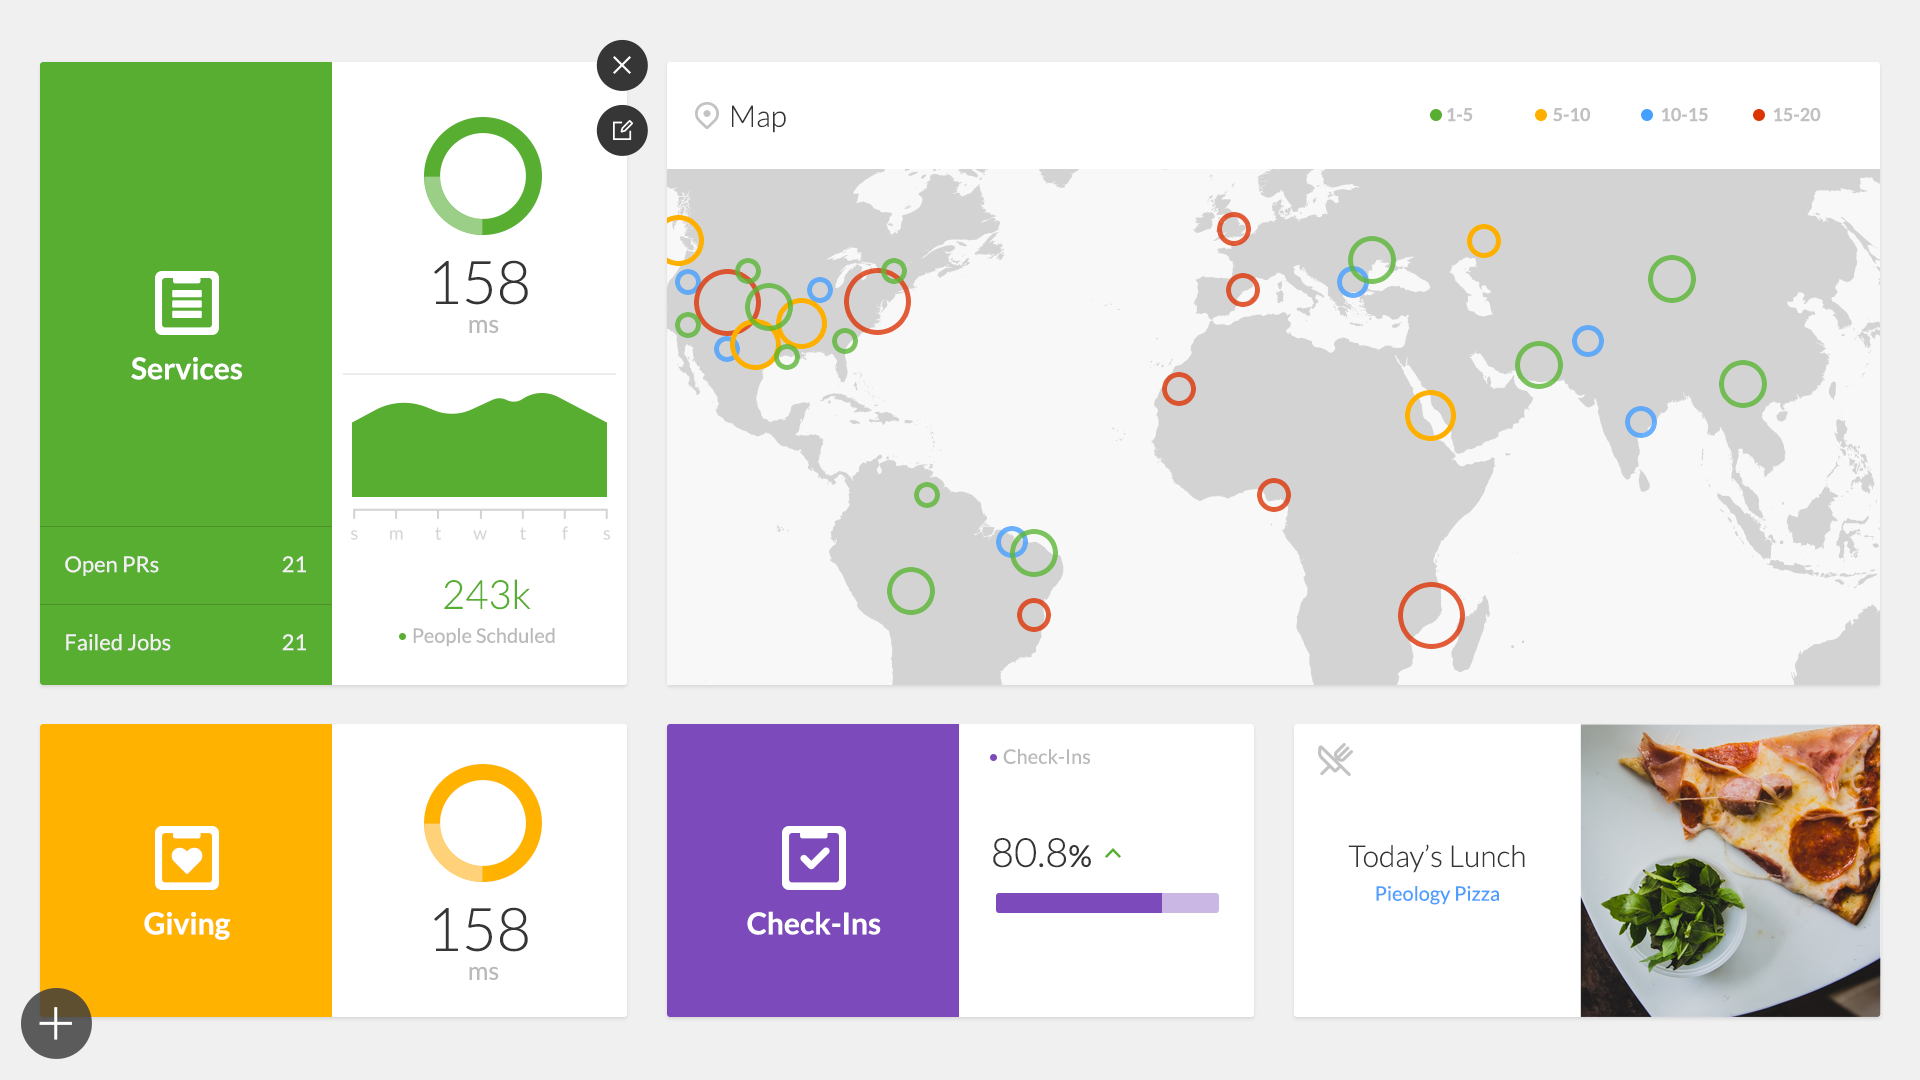 Services
Open PRs 21
Failed Jobs 21
158
ms
s m t w t f s
243k
People Schduled
Map
1-5 5-10 10-15 15-20
Giving
158
ms
Check-Ins
Check-Ins
80.8%
Today’s Lunch
Pieology Pizza